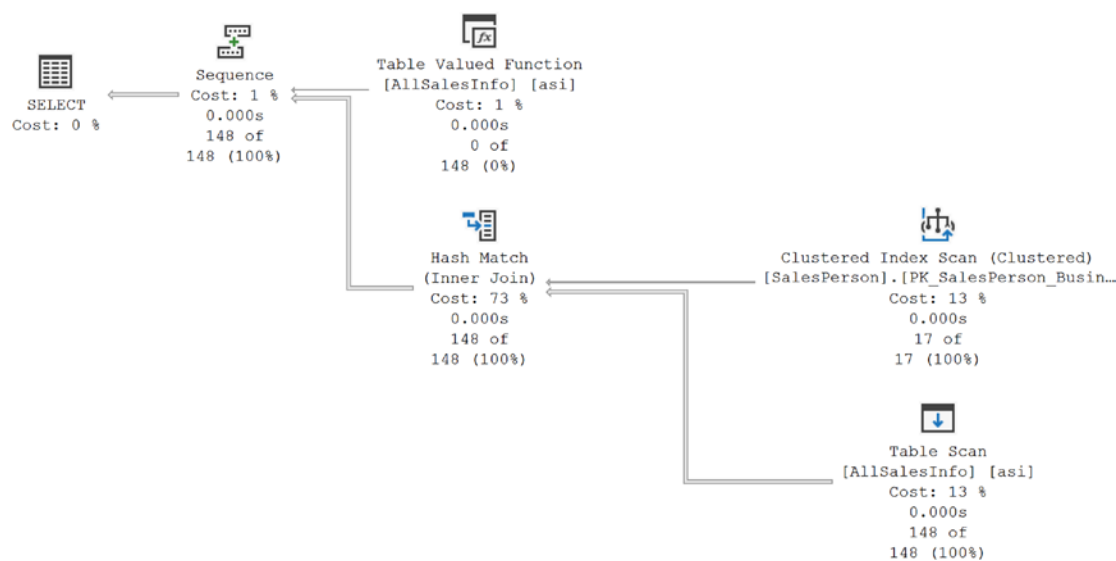 SELECT
Cost: 0 %
Sequence
Cost: 1 %
0.000s
148 of
148 (100%)
fx
Table Valued Function
[AllSalesInfo] [asi]
Cost: 1 %
0.000s
0 of
148 (0%)
Hash Match
(Inner Join)
Cost: 73 %
0.000s
148 of
148 (100%)
Clustered Index Scan (Clustered)
[SalesPerson].[PK_SalesPerson_Busin…
Cost: 13 %
0.000s
17 of
17 (100%)
Table Scan
[AllSalesInfo] [asi]
Cost: 13 %
0.000s
148 of
148 (100%)